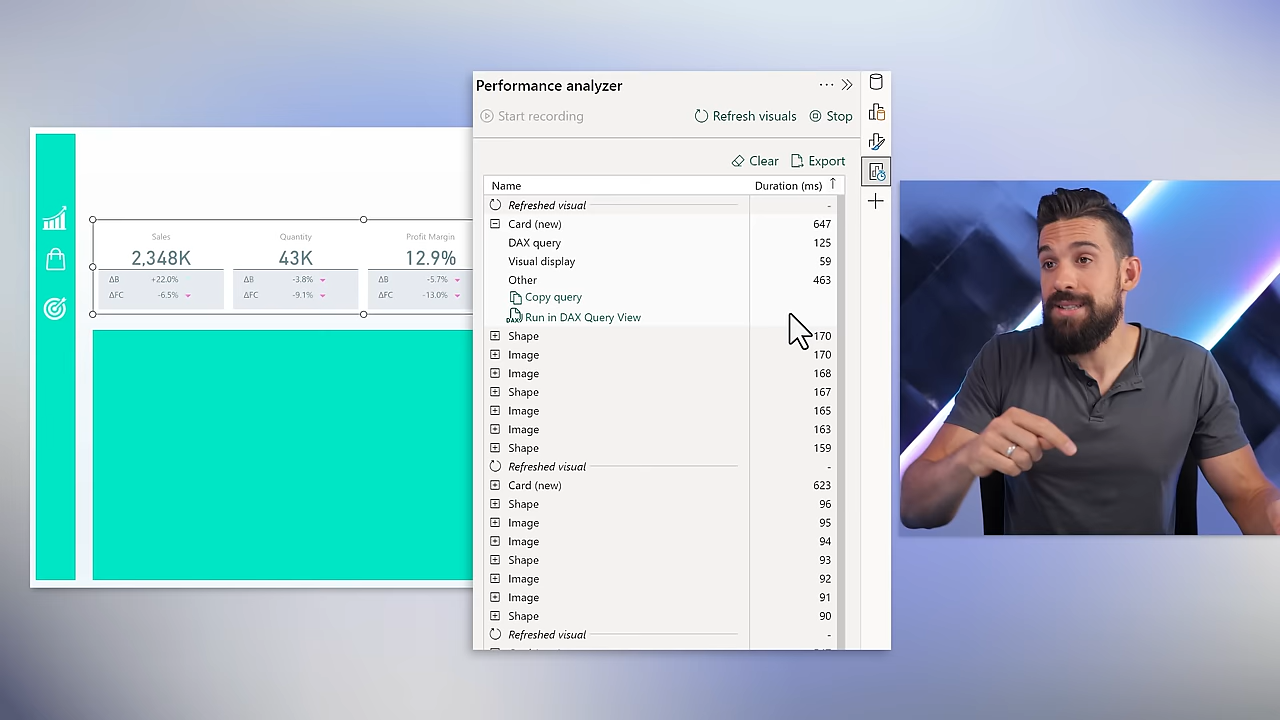 Sales
2,348K
ΔB +22.0%
ΔFC -6.5%
Quantity
43K
ΔB -3.8%
ΔFC -9.1%
Profit Margin
12.9%
ΔB -5.7%
ΔFC -13.0%
Performance analyzer
Start recording Refresh visuals Stop
Clear Export
Name Duration (ms)
Refreshed visual -
Card (new) 647
DAX query 125
Visual display 59
Other 463
Copy query
DAX Run in DAX Query View
Shape 170
Image 170
Image 168
Shape 167
Image 165
Image 163
Shape 159
Refreshed visual -
Card (new) 623
Shape 96
Image 95
Image 94
Shape 93
Image 92
Image 91
Shape 90
Refreshed visual -